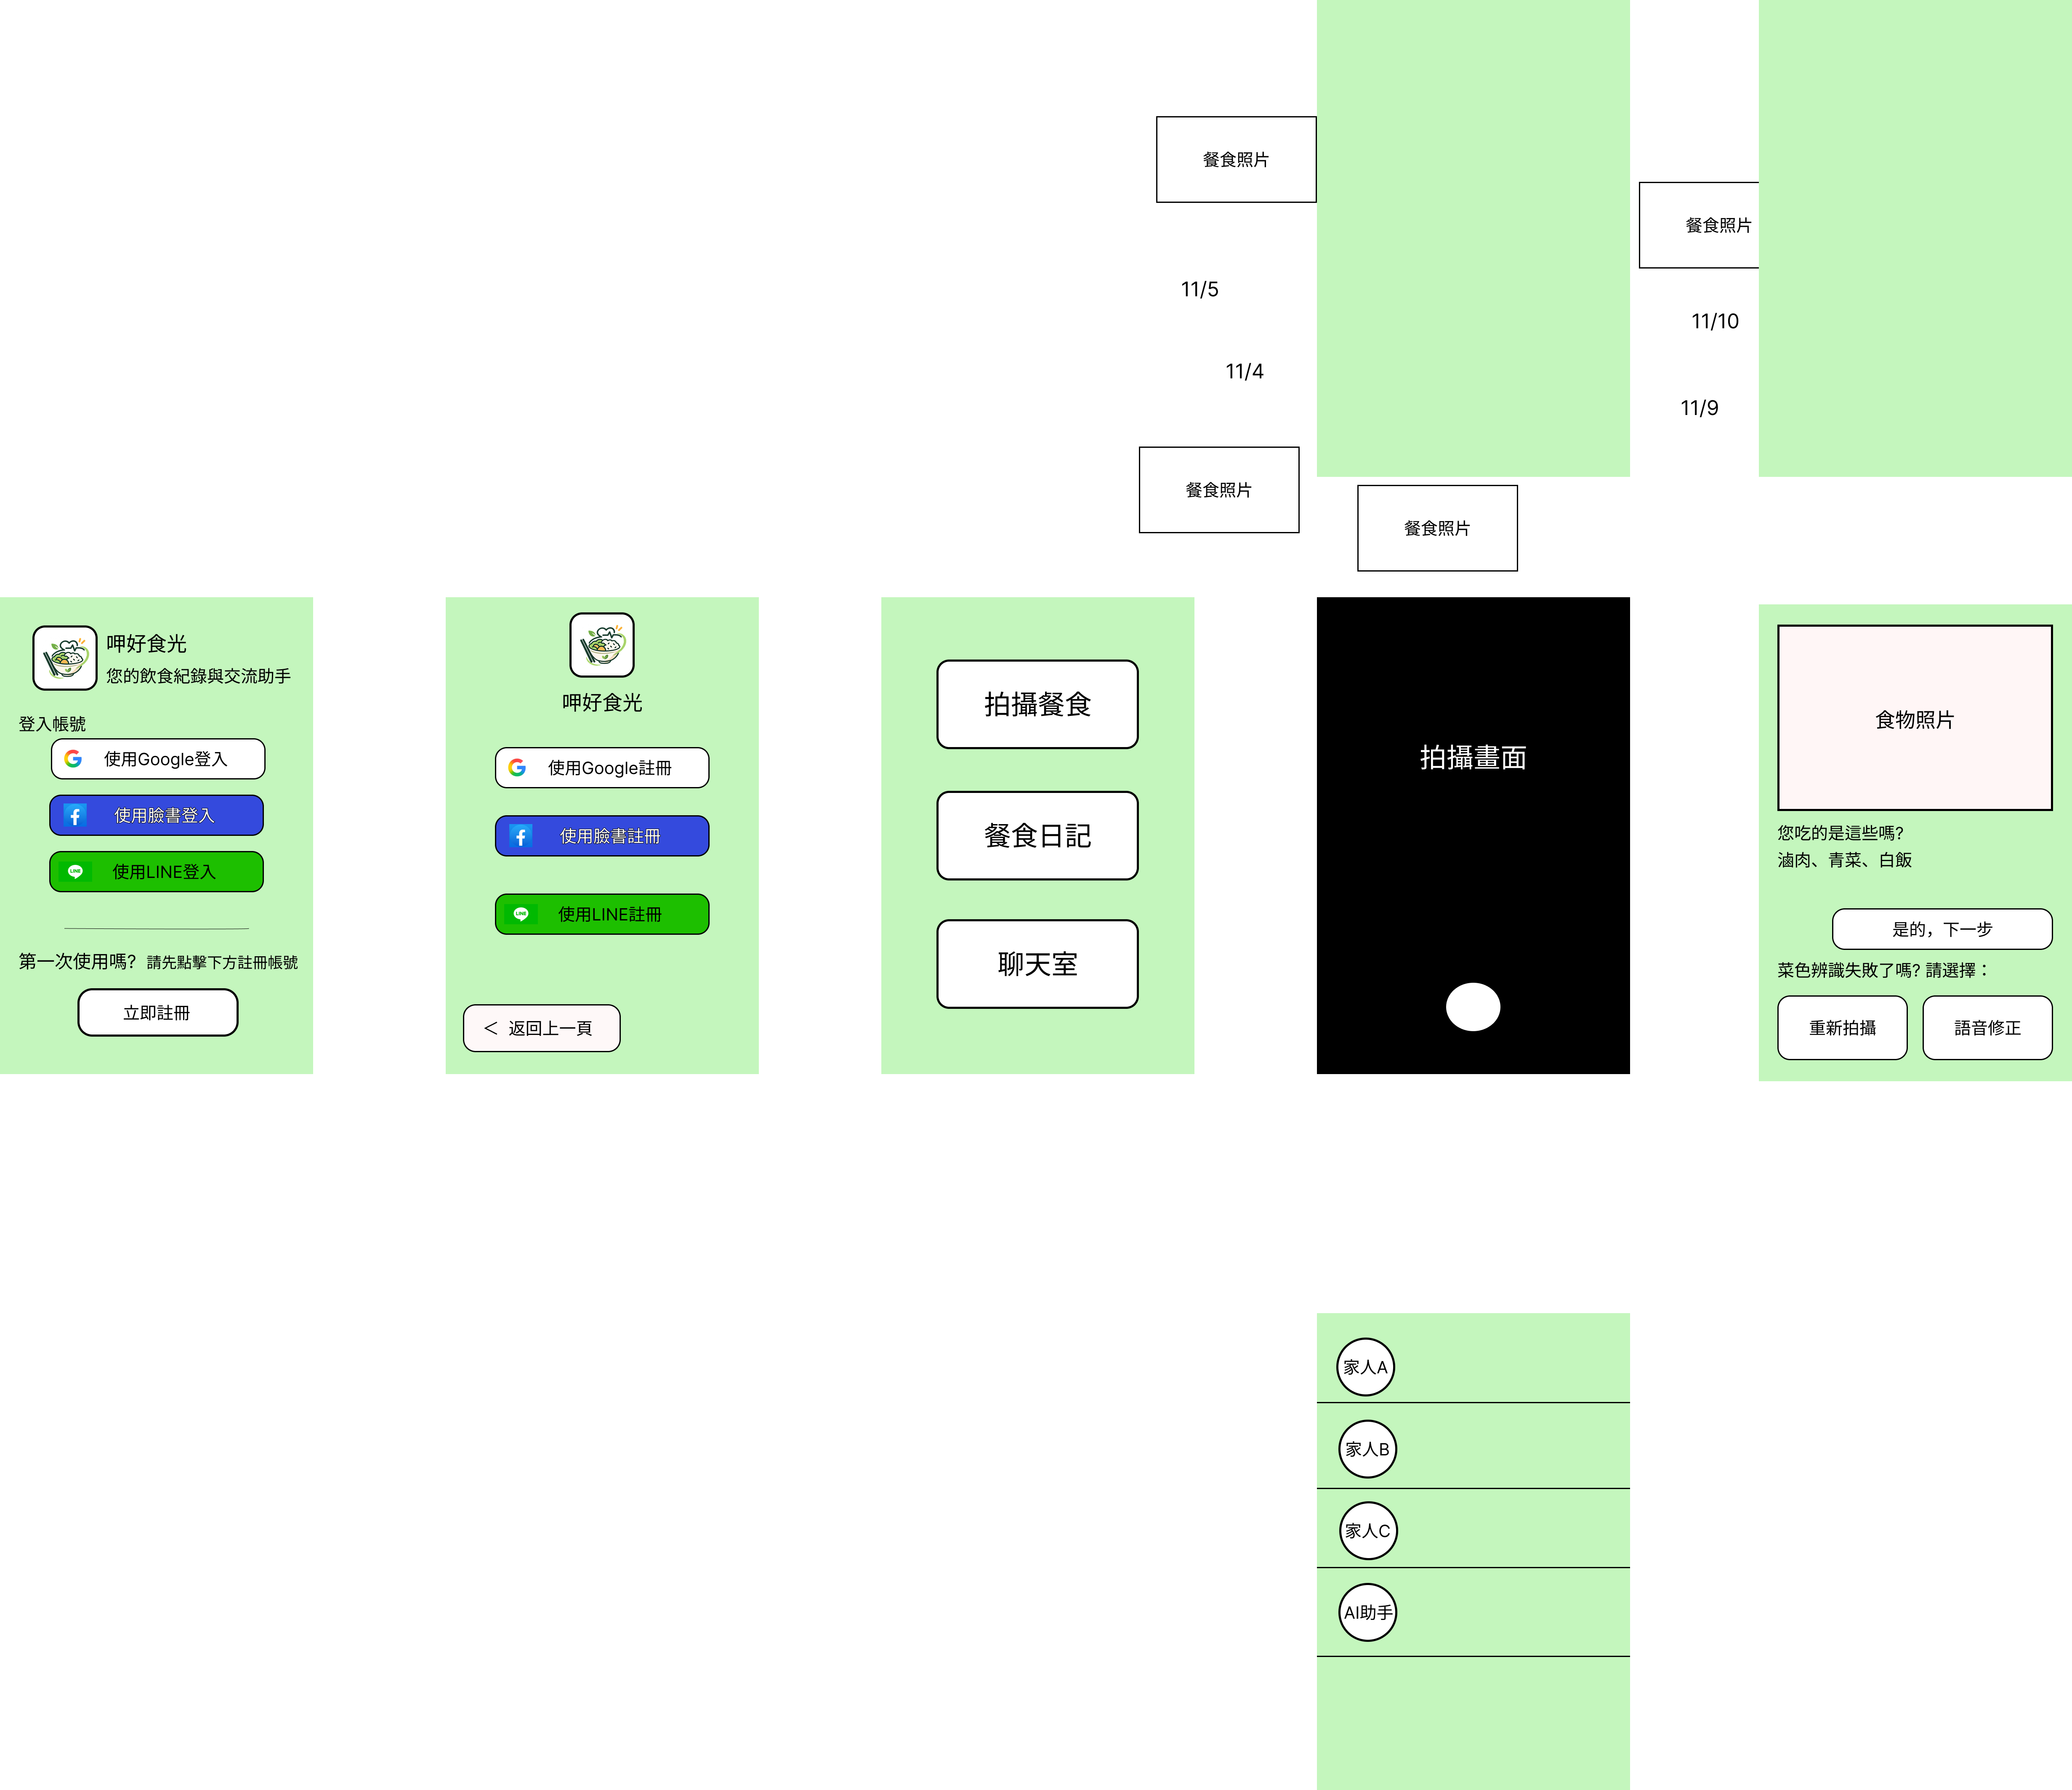 餐食照片
餐食照片
11/5
11/10
11/4
11/9
餐食照片
餐食照片
呷好食光
您的飲食紀錄與交流助手
登入帳號
使用Google登入
使用臉書登入
LINE
使用LINE登入
第一次使用嗎? 請先點擊下方註冊帳號
立即註冊
呷好食光
使用Google註冊
使用臉書註冊
LINE
使用LINE註冊
< 返回上一頁
拍攝餐食
餐食日記
聊天室
拍攝畫面
食物照片
您吃的是這些嗎?
滷肉、青菜、白飯
是的，下一步
菜色辨識失敗了嗎? 請選擇：
重新拍攝
語音修正
家人A
家人B
家人C
AI助手